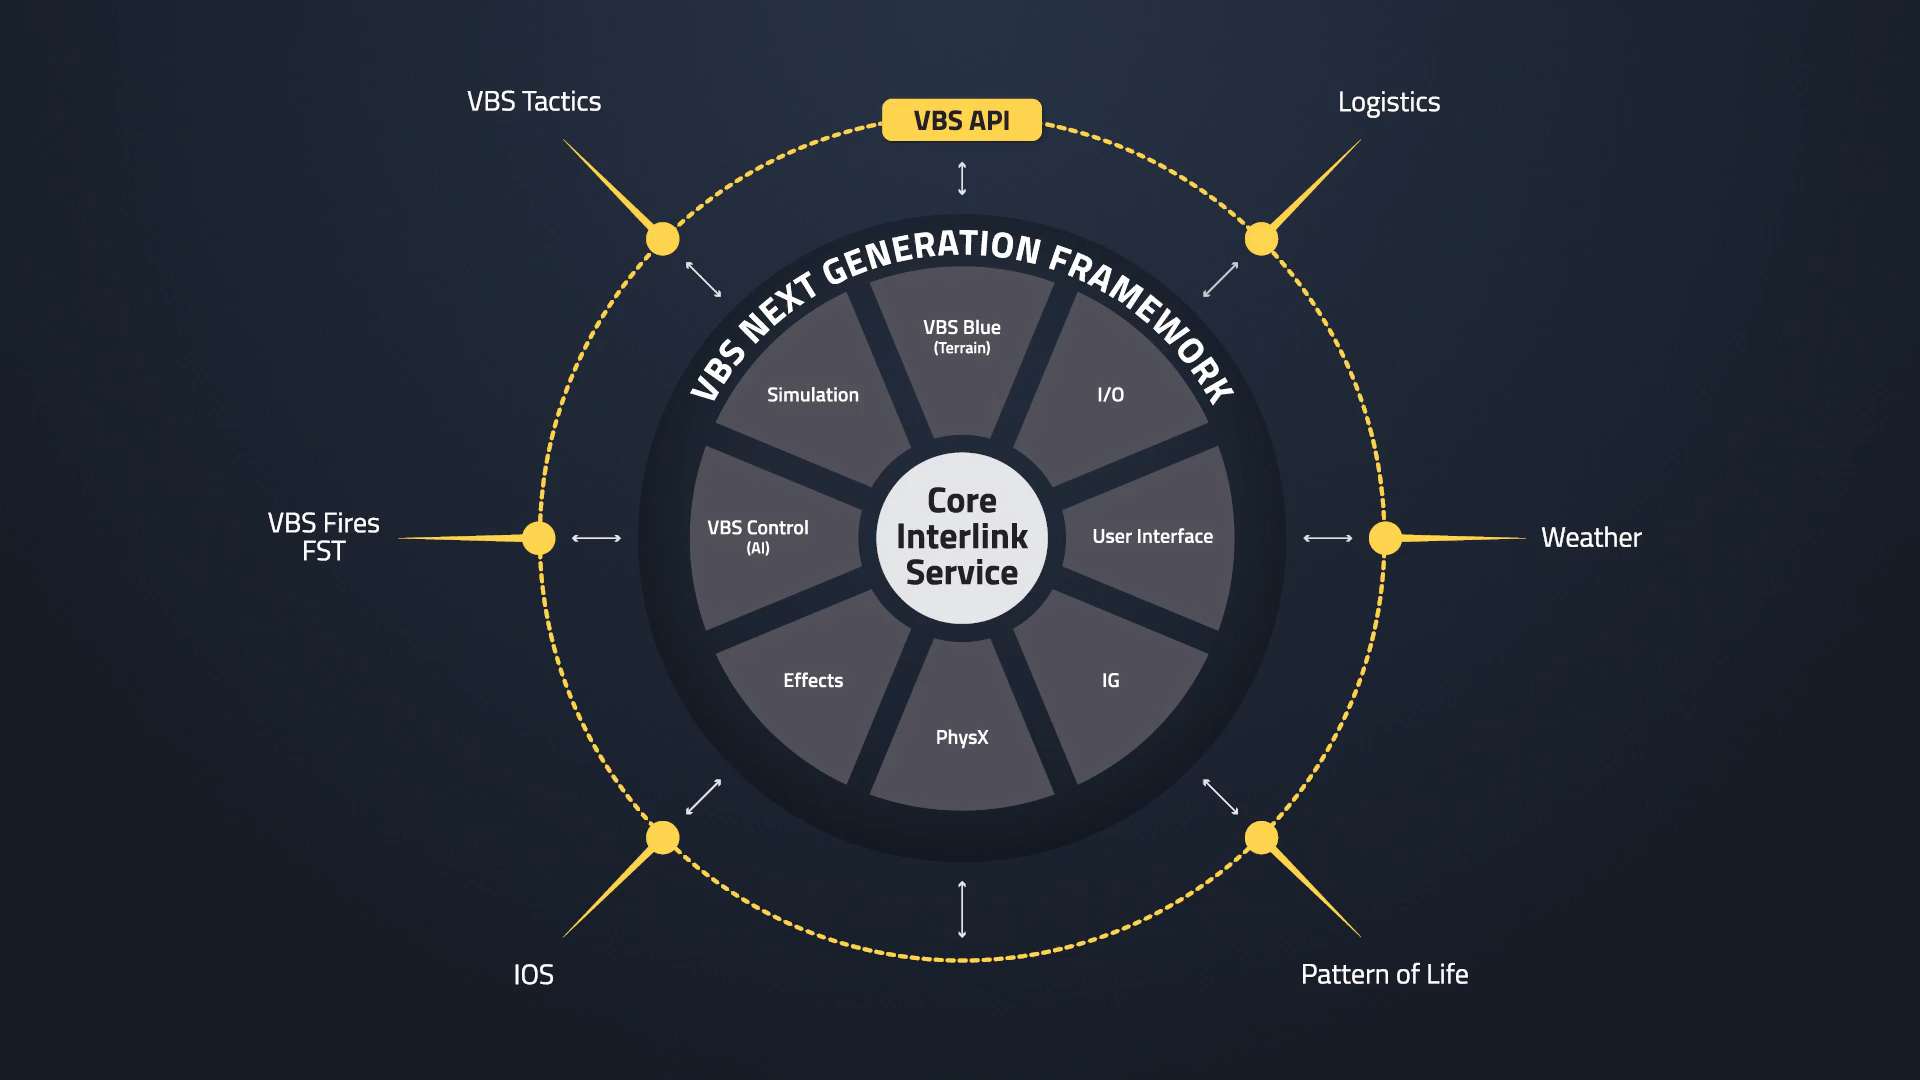 VBS Tactics
VBS API
Logistics
VBS NEXT GENERATION FRAMEWORK
VBS Blue
(Terrain)
Simulation
I/O
VBS Fires
FST
VBS Control
(AI)
Core
Interlink
Service
User Interface
Weather
Effects
IG
PhysX
IOS
Pattern of Life